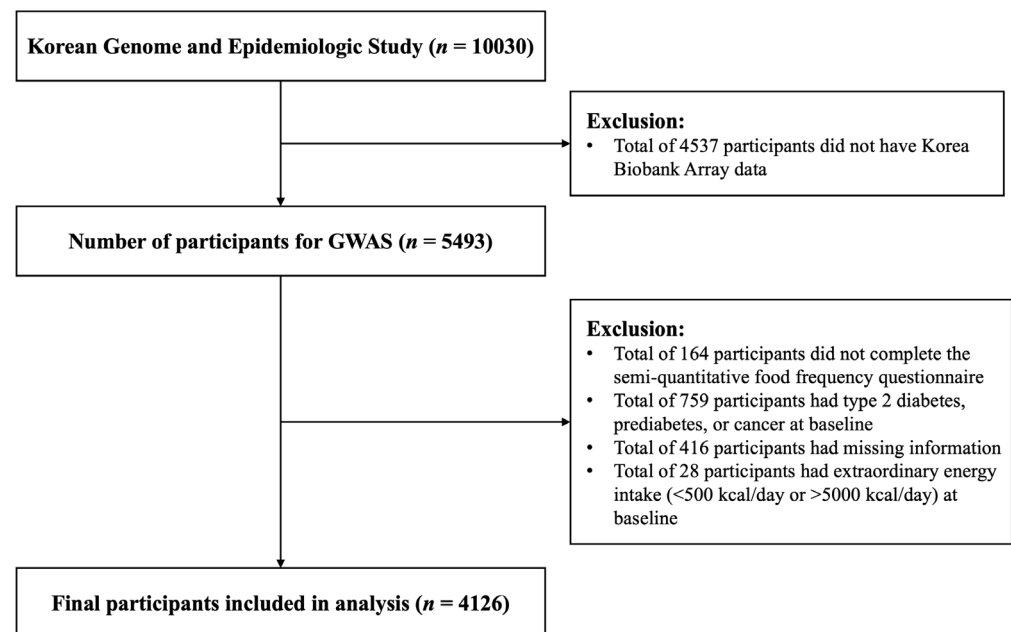 Korean Genome and Epidemiologic Study (n = 10030)
Exclusion:
• Total of 4537 participants did not have Korea
Biobank Array data
Number of participants for GWAS (n = 5493)
Exclusion:
• Total of 164 participants did not complete the
semi-quantitative food frequency questionnaire
• Total of 759 participants had type 2 diabetes,
prediabetes, or cancer at baseline
• Total of 416 participants had missing information
• Total of 28 participants had extraordinary energy
intake (<500 kcal/day or >5000 kcal/day) at
baseline
Final participants included in analysis (n = 4126)